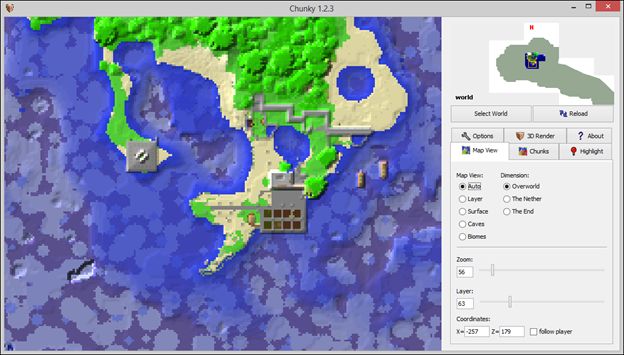 Chunky 1.2.3
N
world
Select World
Reload
Options
3D Render
About
Map View
Chunks
Highlight
Map View:
Dimension:
Auto
Overworld
Layer
The Nether
Surface
The End
Caves
Biomes
Zoom:
56
Layer:
63
Coordinates:
X= -257 Z= 179 follow player